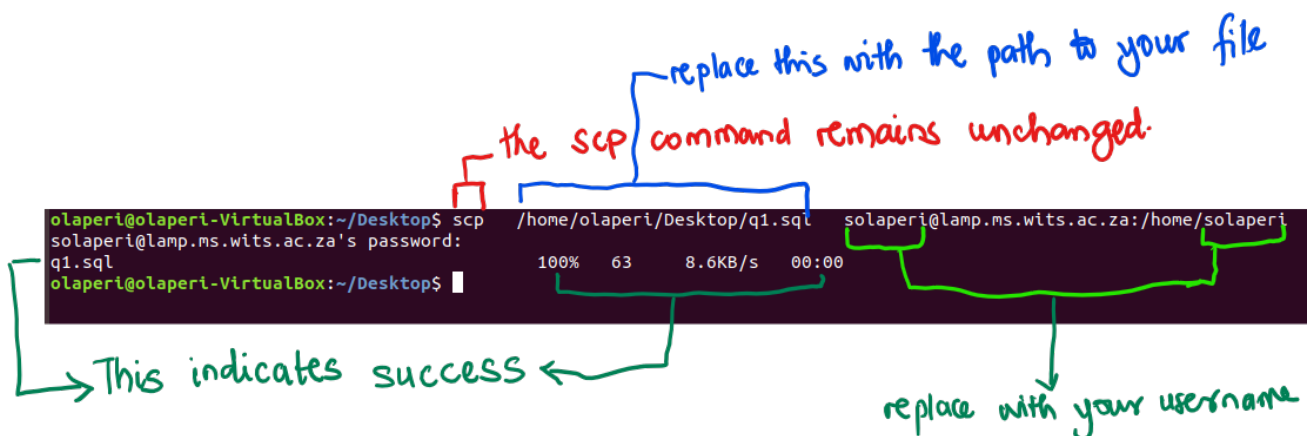 replace this with the path to your file
the scp command remains unchanged.
olaperi@olaperi-VirtualBox:~/Desktop$ scp /home/olaperi/Desktop/q1.sql solaperi@lamp.ms.wits.ac.za:/home/solaperi
solaperi@lamp.ms.wits.ac.za's password:
q1.sql 100% 63 8.6KB/s 00:00
olaperi@olaperi-VirtualBox:~/Desktop$
This indicates success
replace with your username